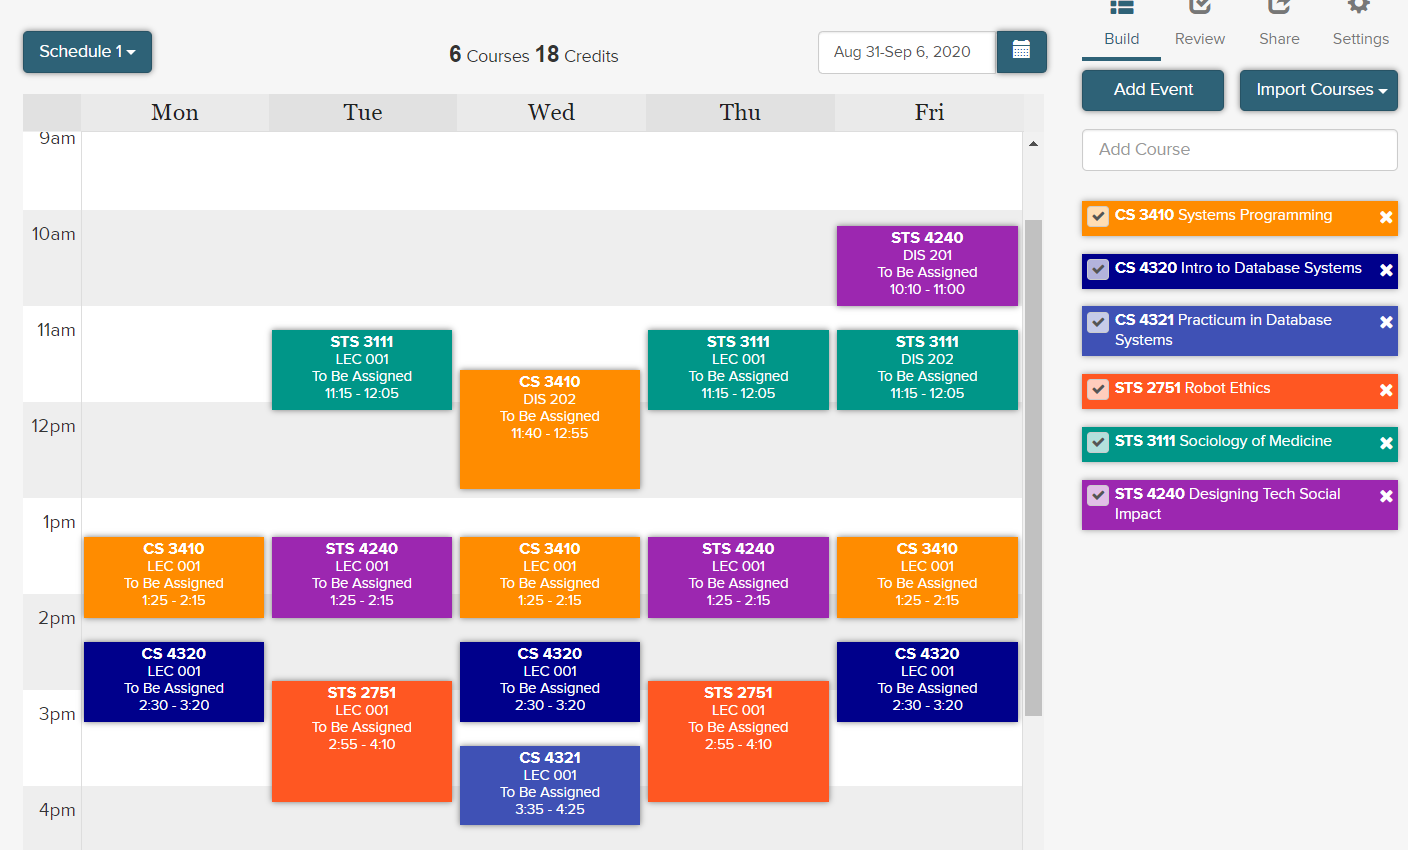 Schedule 1
6 Courses 18 Credits
Aug 31-Sep 6, 2020
Mon
Tue
Wed
Thu
Fri
9am
10am
11am
12pm
1pm
2pm
3pm
4pm
STS 4240
DIS 201
To Be Assigned
10:10 - 11:00
STS 3111
LEC 001
To Be Assigned
11:15 - 12:05
CS 3410
DIS 202
To Be Assigned
11:40 - 12:55
STS 3111
LEC 001
To Be Assigned
11:15 - 12:05
STS 3111
DIS 202
To Be Assigned
11:15 - 12:05
CS 3410
LEC 001
To Be Assigned
1:25 - 2:15
STS 4240
LEC 001
To Be Assigned
1:25 - 2:15
CS 3410
LEC 001
To Be Assigned
1:25 - 2:15
STS 4240
LEC 001
To Be Assigned
1:25 - 2:15
CS 3410
LEC 001
To Be Assigned
1:25 - 2:15
CS 4320
LEC 001
To Be Assigned
2:30 - 3:20
STS 2751
LEC 001
To Be Assigned
2:55 - 4:10
CS 4320
LEC 001
To Be Assigned
2:30 - 3:20
STS 2751
LEC 001
To Be Assigned
2:55 - 4:10
CS 4320
LEC 001
To Be Assigned
2:30 - 3:20
CS 4321
LEC 001
To Be Assigned
3:35 - 4:25
Build
Review
Share
Settings
Add Event
Import Courses
Add Course
CS 3410 Systems Programming
CS 4320 Intro to Database Systems
CS 4321 Practicum in Database
Systems
STS 2751 Robot Ethics
STS 3111 Sociology of Medicine
STS 4240 Designing Tech Social
Impact